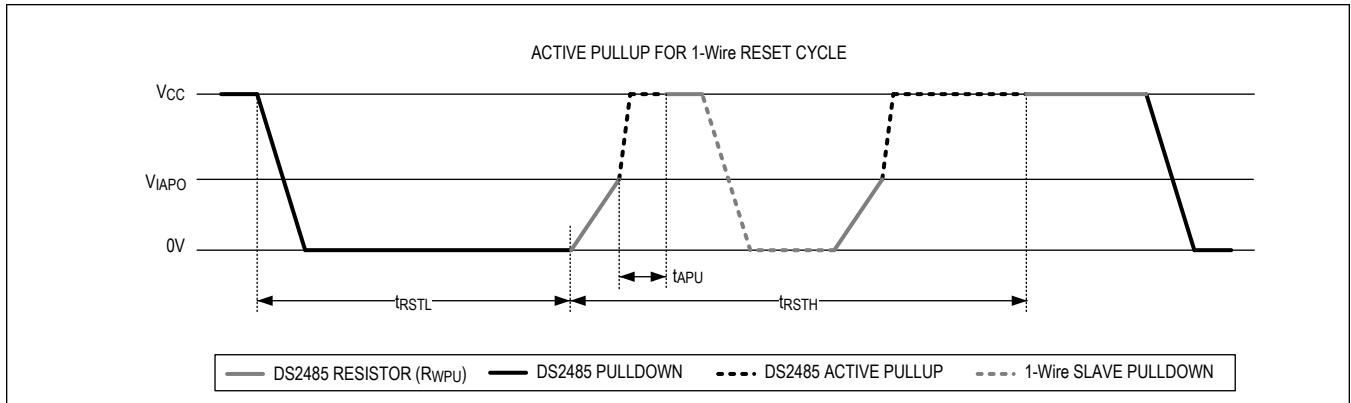 ACTIVE PULLUP FOR 1-Wire RESET CYCLE
VCC
VIAPO
0V
tAPU
tRSTL
tRSTH
DS2485 RESISTOR (RWPU)
DS2485 PULLDOWN
DS2485 ACTIVE PULLUP
1-Wire SLAVE PULLDOWN